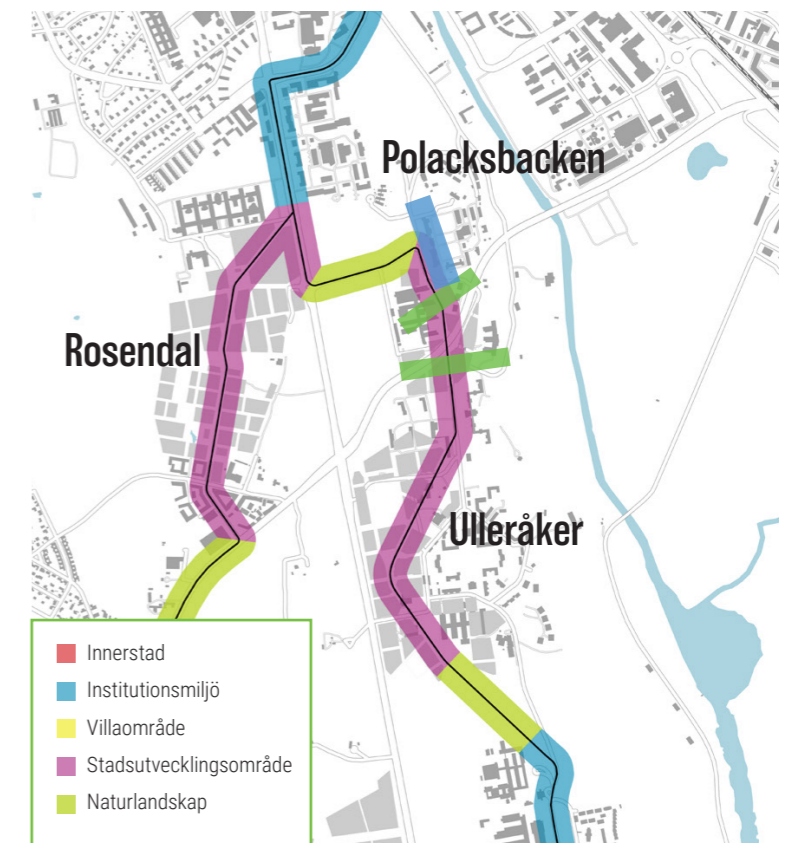 Polacksbacken
Rosendal
Ulleråker
Innerstad
Institutionsmiljö
Villaområde
Stadsutvecklingsområde
Naturlandskap